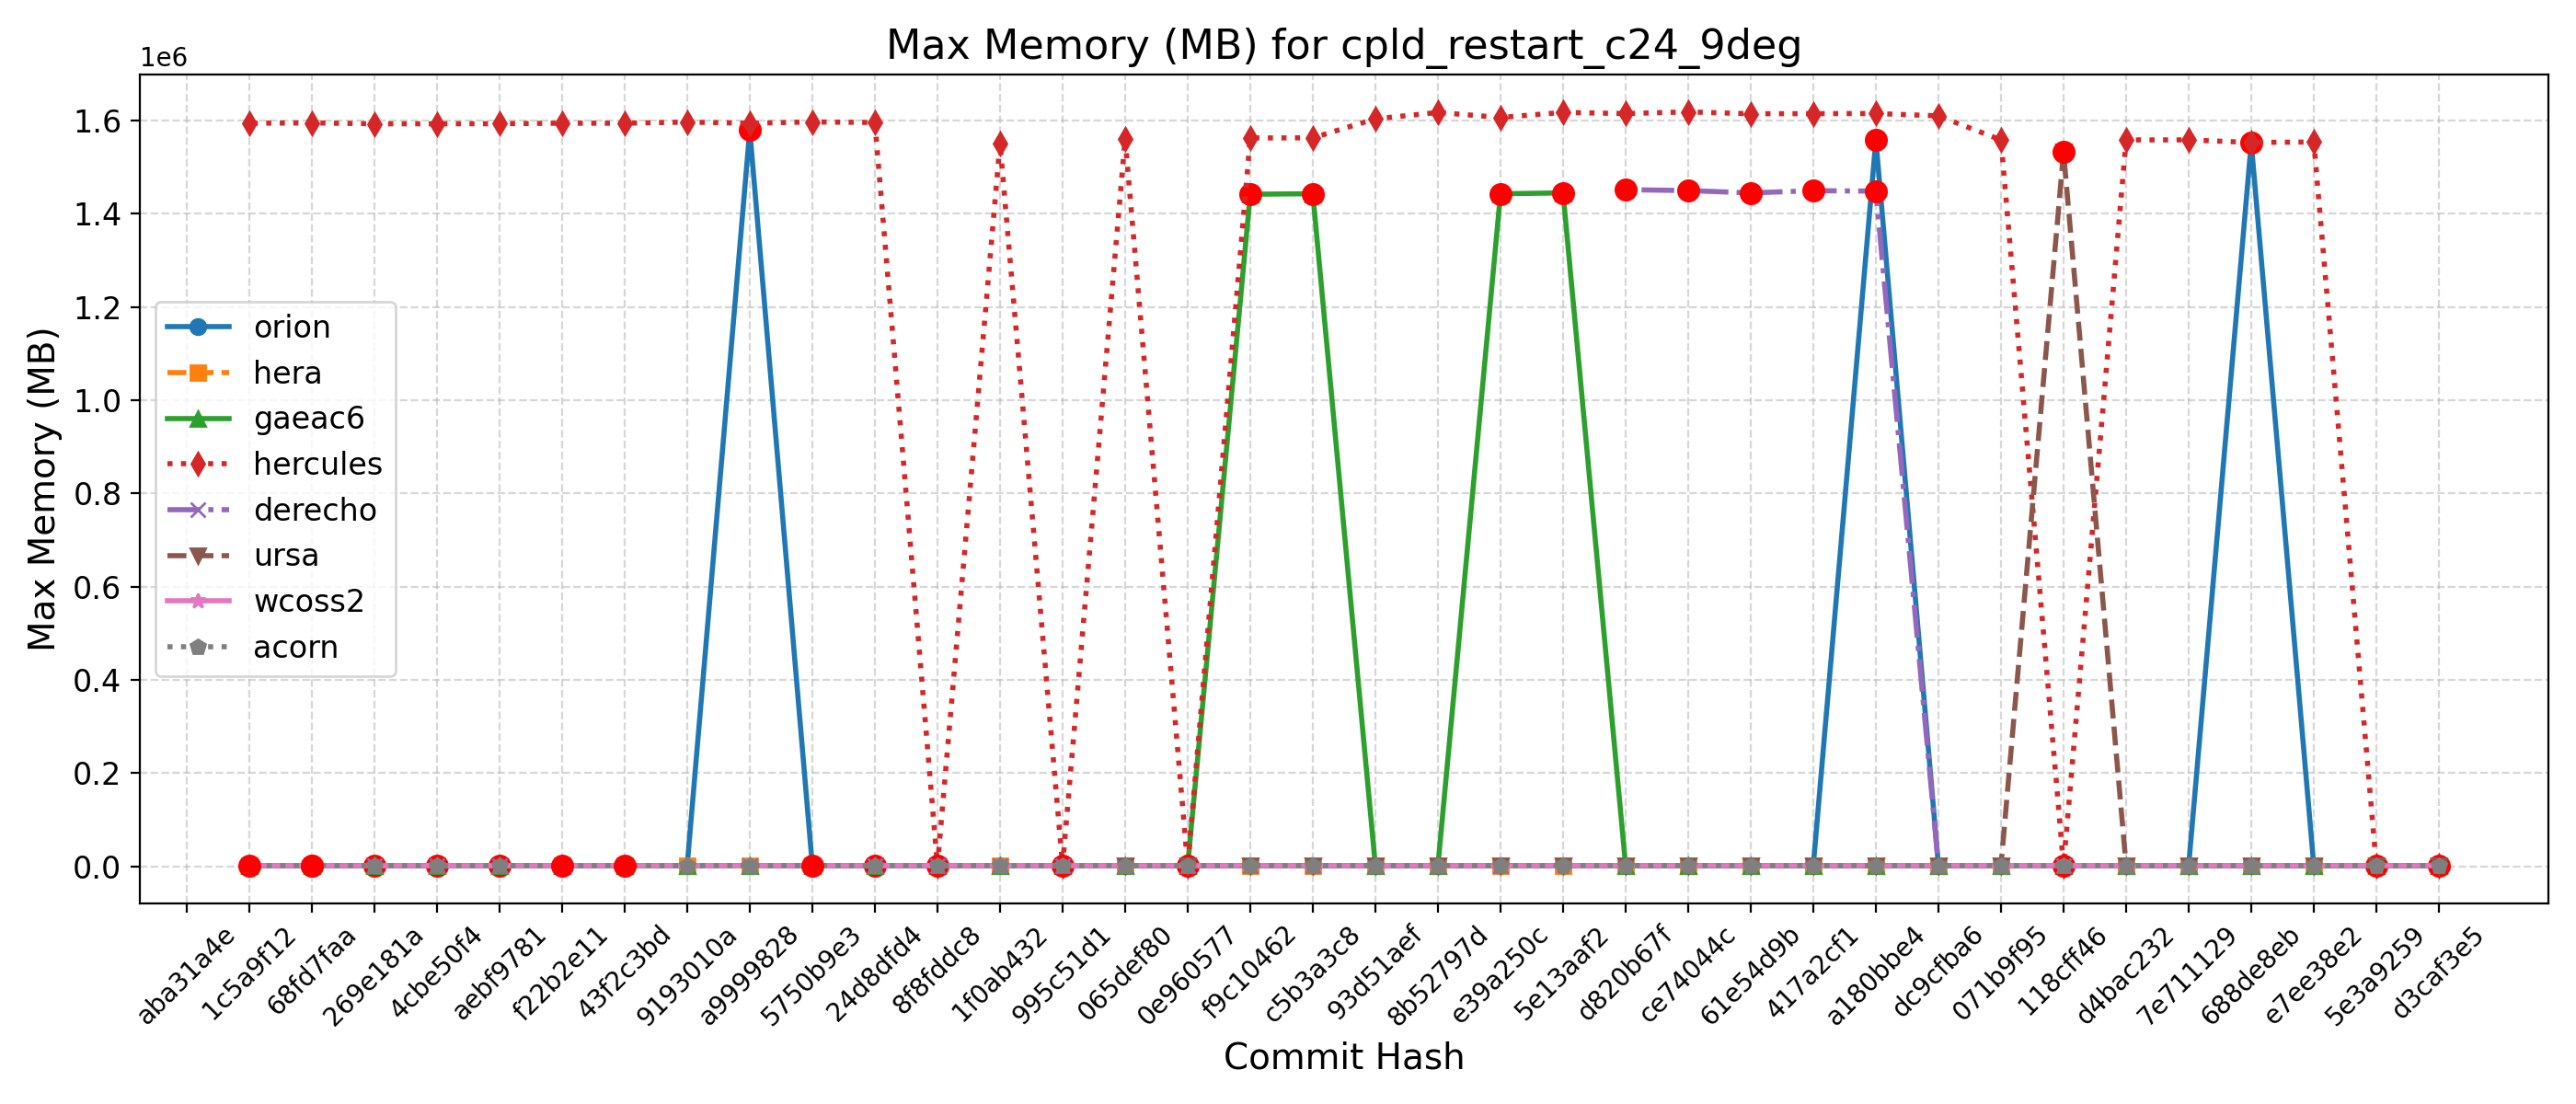 Max Memory (MB) for cpld_restart_c24_9deg
1e6
1.6
1.4
1.2
1.0
0.8
0.6
0.4
0.2
0.0
Max Memory (MB)
orion
hera
gaeac6
hercules
derecho
ursa
wcoss2
acorn
aba31a4e
1c5a9f12
68fd7faa
269e181a
4cbe50f4
aebf9781
f22b2e11
43f2c3bd
9193010a
a9999828
5750b9e3
24d8dfd4
8f8fddc8
1f0ab432
995c51d1
065def80
0e960577
f9c10462
c5b3a3c8
93d51aef
8b52797d
e39a250c
5e13aaf2
d820b67f
ce74044c
61e54d9b
417a2cf1
a180bbe4
dc9cfba6
071b9f95
118cff46
d4bac232
7e711129
688de8eb
e7ee38e2
5e3a9259
d3caf3e5
Commit Hash